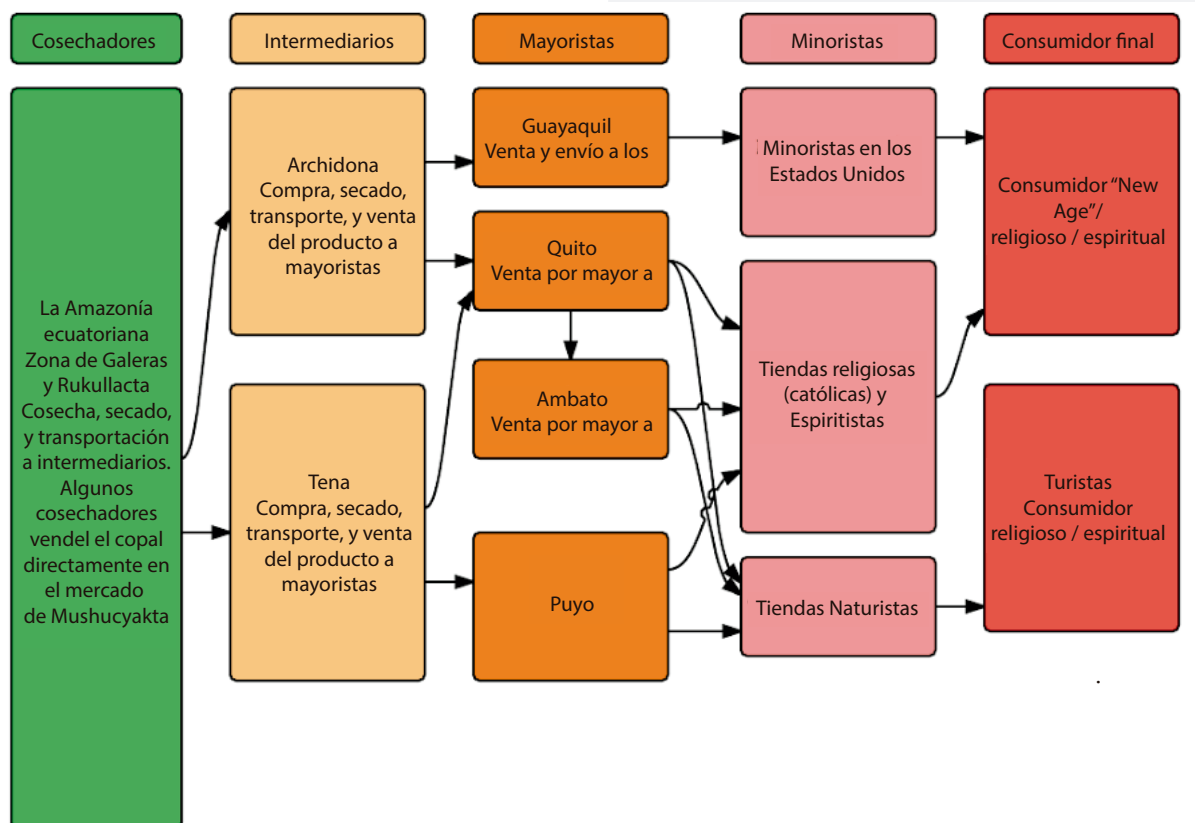 Cosechadores
Intermediarios
Mayoristas
Minoristas
Consumidor final
La Amazonía
ecuatoriana
Zona de Galeras
y Rukullacta
Cosecha, secado,
y transportación
a intermediarios.
Algunos
cosechadores
vendel el copal
directamente en
el mercado
de Mushucyakta
Archidona
Compra, secado,
transporte, y venta
del producto a
mayoristas
Tena
Compra, secado,
transporte, y venta
del producto a
mayoristas
Guayaquil
Venta y envío a los
Quito
Venta por mayor a
Ambato
Venta por mayor a
Puyo
Minoristas en los
Estados Unidos
Tiendas religiosas
(católicas) y
Espiritistas
Tiendas Naturistas
Consumidor “New
Age”/
religioso / espiritual
Turistas
Consumidor
religioso / espiritual